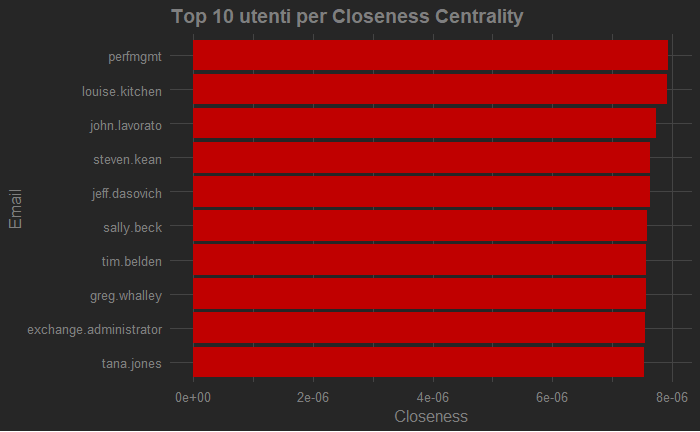 Top 10 utenti per Closeness Centrality
Email
perfmgmt
louise.kitchen
john.lavorato
steven.kean
jeff.dasovich
sally.beck
tim.belden
greg.whalley
exchange.administrator
tana.jones
0e+00 2e-06 4e-06 6e-06 8e-06
Closeness